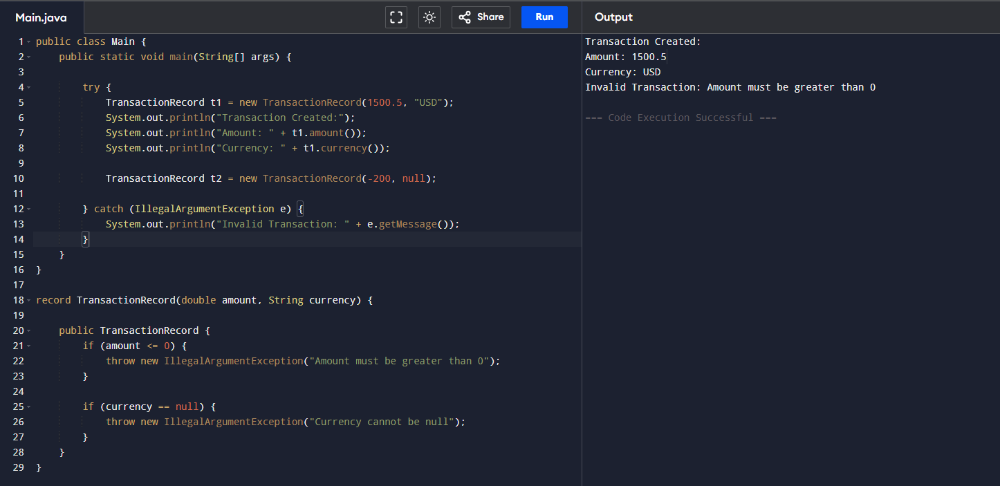 Main.java
Share
Run
Output
1 public class Main {
2     public static void main(String[] args) {
3
4         try {
5             TransactionRecord t1 = new TransactionRecord(1500.5, "USD");
6             System.out.println("Transaction Created:");
7             System.out.println("Amount: " + t1.amount());
8             System.out.println("Currency: " + t1.currency());
9
10             TransactionRecord t2 = new TransactionRecord(-200, null);
11
12         } catch (IllegalArgumentException e) {
13             System.out.println("Invalid Transaction: " + e.getMessage());
14         }
15     }
16 }
17
18 record TransactionRecord(double amount, String currency) {
19
20     public TransactionRecord {
21         if (amount <= 0) {
22             throw new IllegalArgumentException("Amount must be greater than 0");
23         }
24
25         if (currency == null) {
26             throw new IllegalArgumentException("Currency cannot be null");
27         }
28     }
29 }
Transaction Created:
Amount: 1500.5
Currency: USD
Invalid Transaction: Amount must be greater than 0
=== Code Execution Successful ===